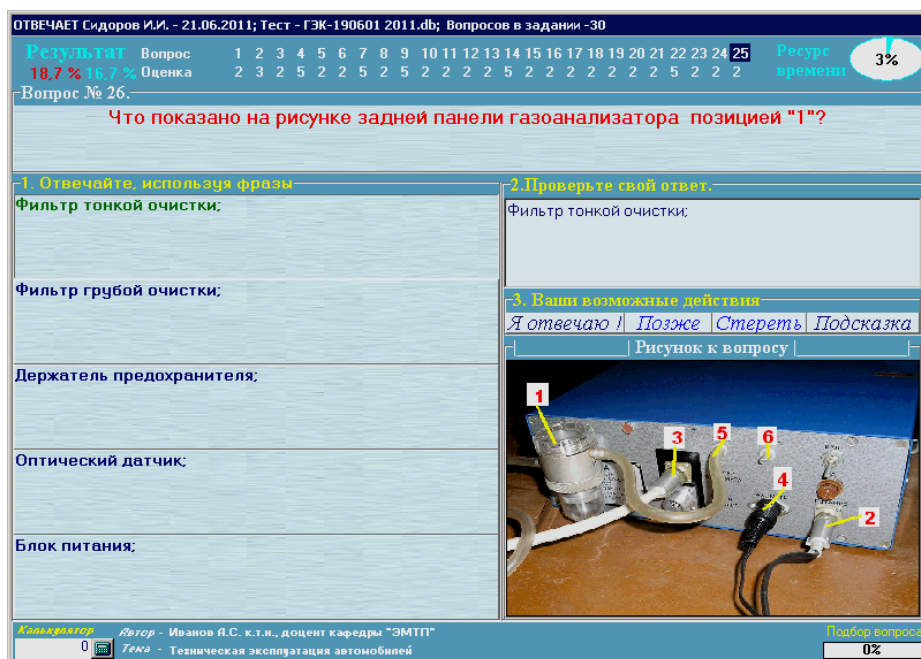 ОТВЕЧАЕТ Сидоров И.И. - 21.06.2011; Тест - ГЭК-190601 2011.db; Вопросов в задании -30
Результат Вопрос 1 2 3 4 5 6 7 8 9 10 11 12 13 14 15 16 17 18 19 20 21 22 23 24 25 Ресурс
18,7 % 16,7 % Оценка 2 3 2 5 2 2 5 2 5 2 2 2 2 5 2 2 2 2 2 2 2 5 2 2 2 времени 3%
Вопрос № 26.
Что показано на рисунке задней панели газоанализатора позицией "1"?
1. Отвечайте, используя фразы
Фильтр тонкой очистки;
Фильтр грубой очистки;
Держатель предохранителя;
Оптический датчик;
Блок питания;
2.Проверьте свой ответ.
Фильтр тонкой очистки;
3. Ваши возможные действия
Я отвечаю ! Позже Стереть Подсказка
Рисунок к вопросу
1
3
5
6
4
2
Калькулятор
0
Автор - Иванов А.С. к.т.н., доцент кафедры "ЭМТП"
Тема - Техническая эксплуатация автомобилей
Подбор вопроса
0%